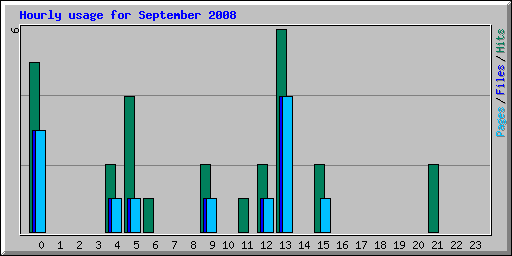 Hourly usage for September 2008
6
Pages/Files/Hits
0 1 2 3 4 5 6 7 8 9 10 11 12 13 14 15 16 17 18 19 20 21 22 23